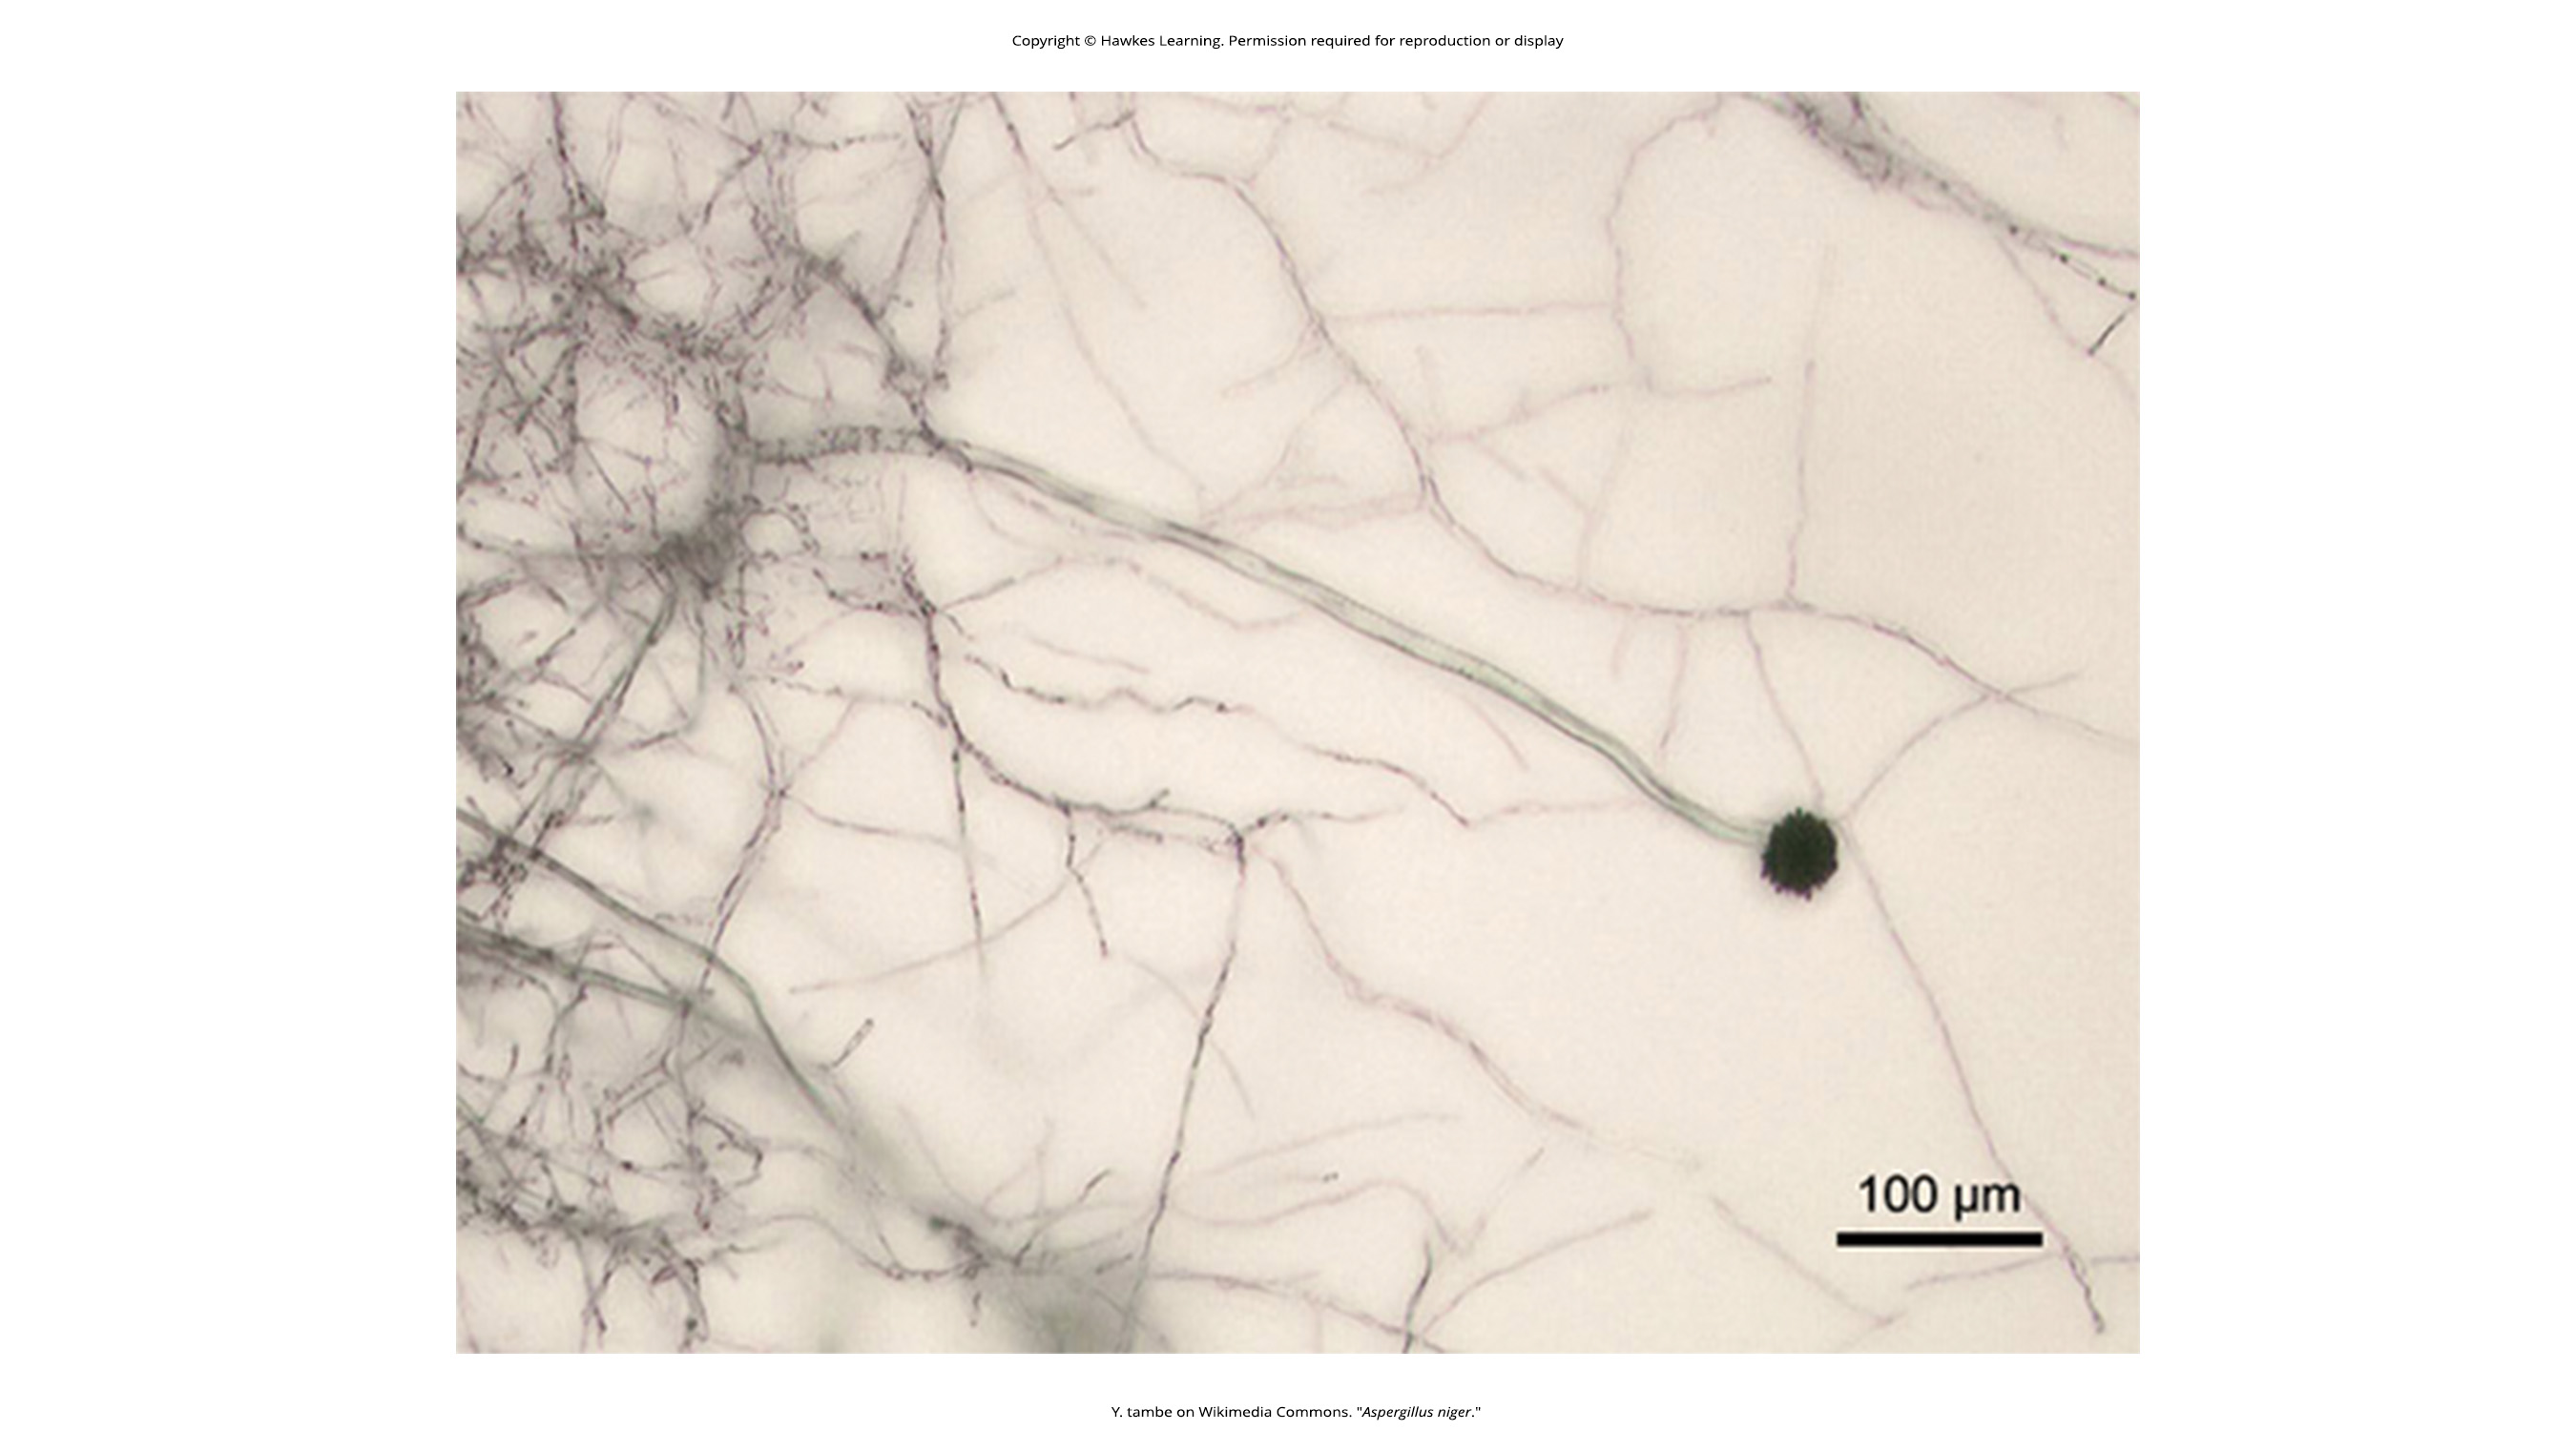 Copyright © Hawkes Learning. Permission required for reproduction or display
100 µm
Y. tambe on Wikimedia Commons. "Aspergillus niger."